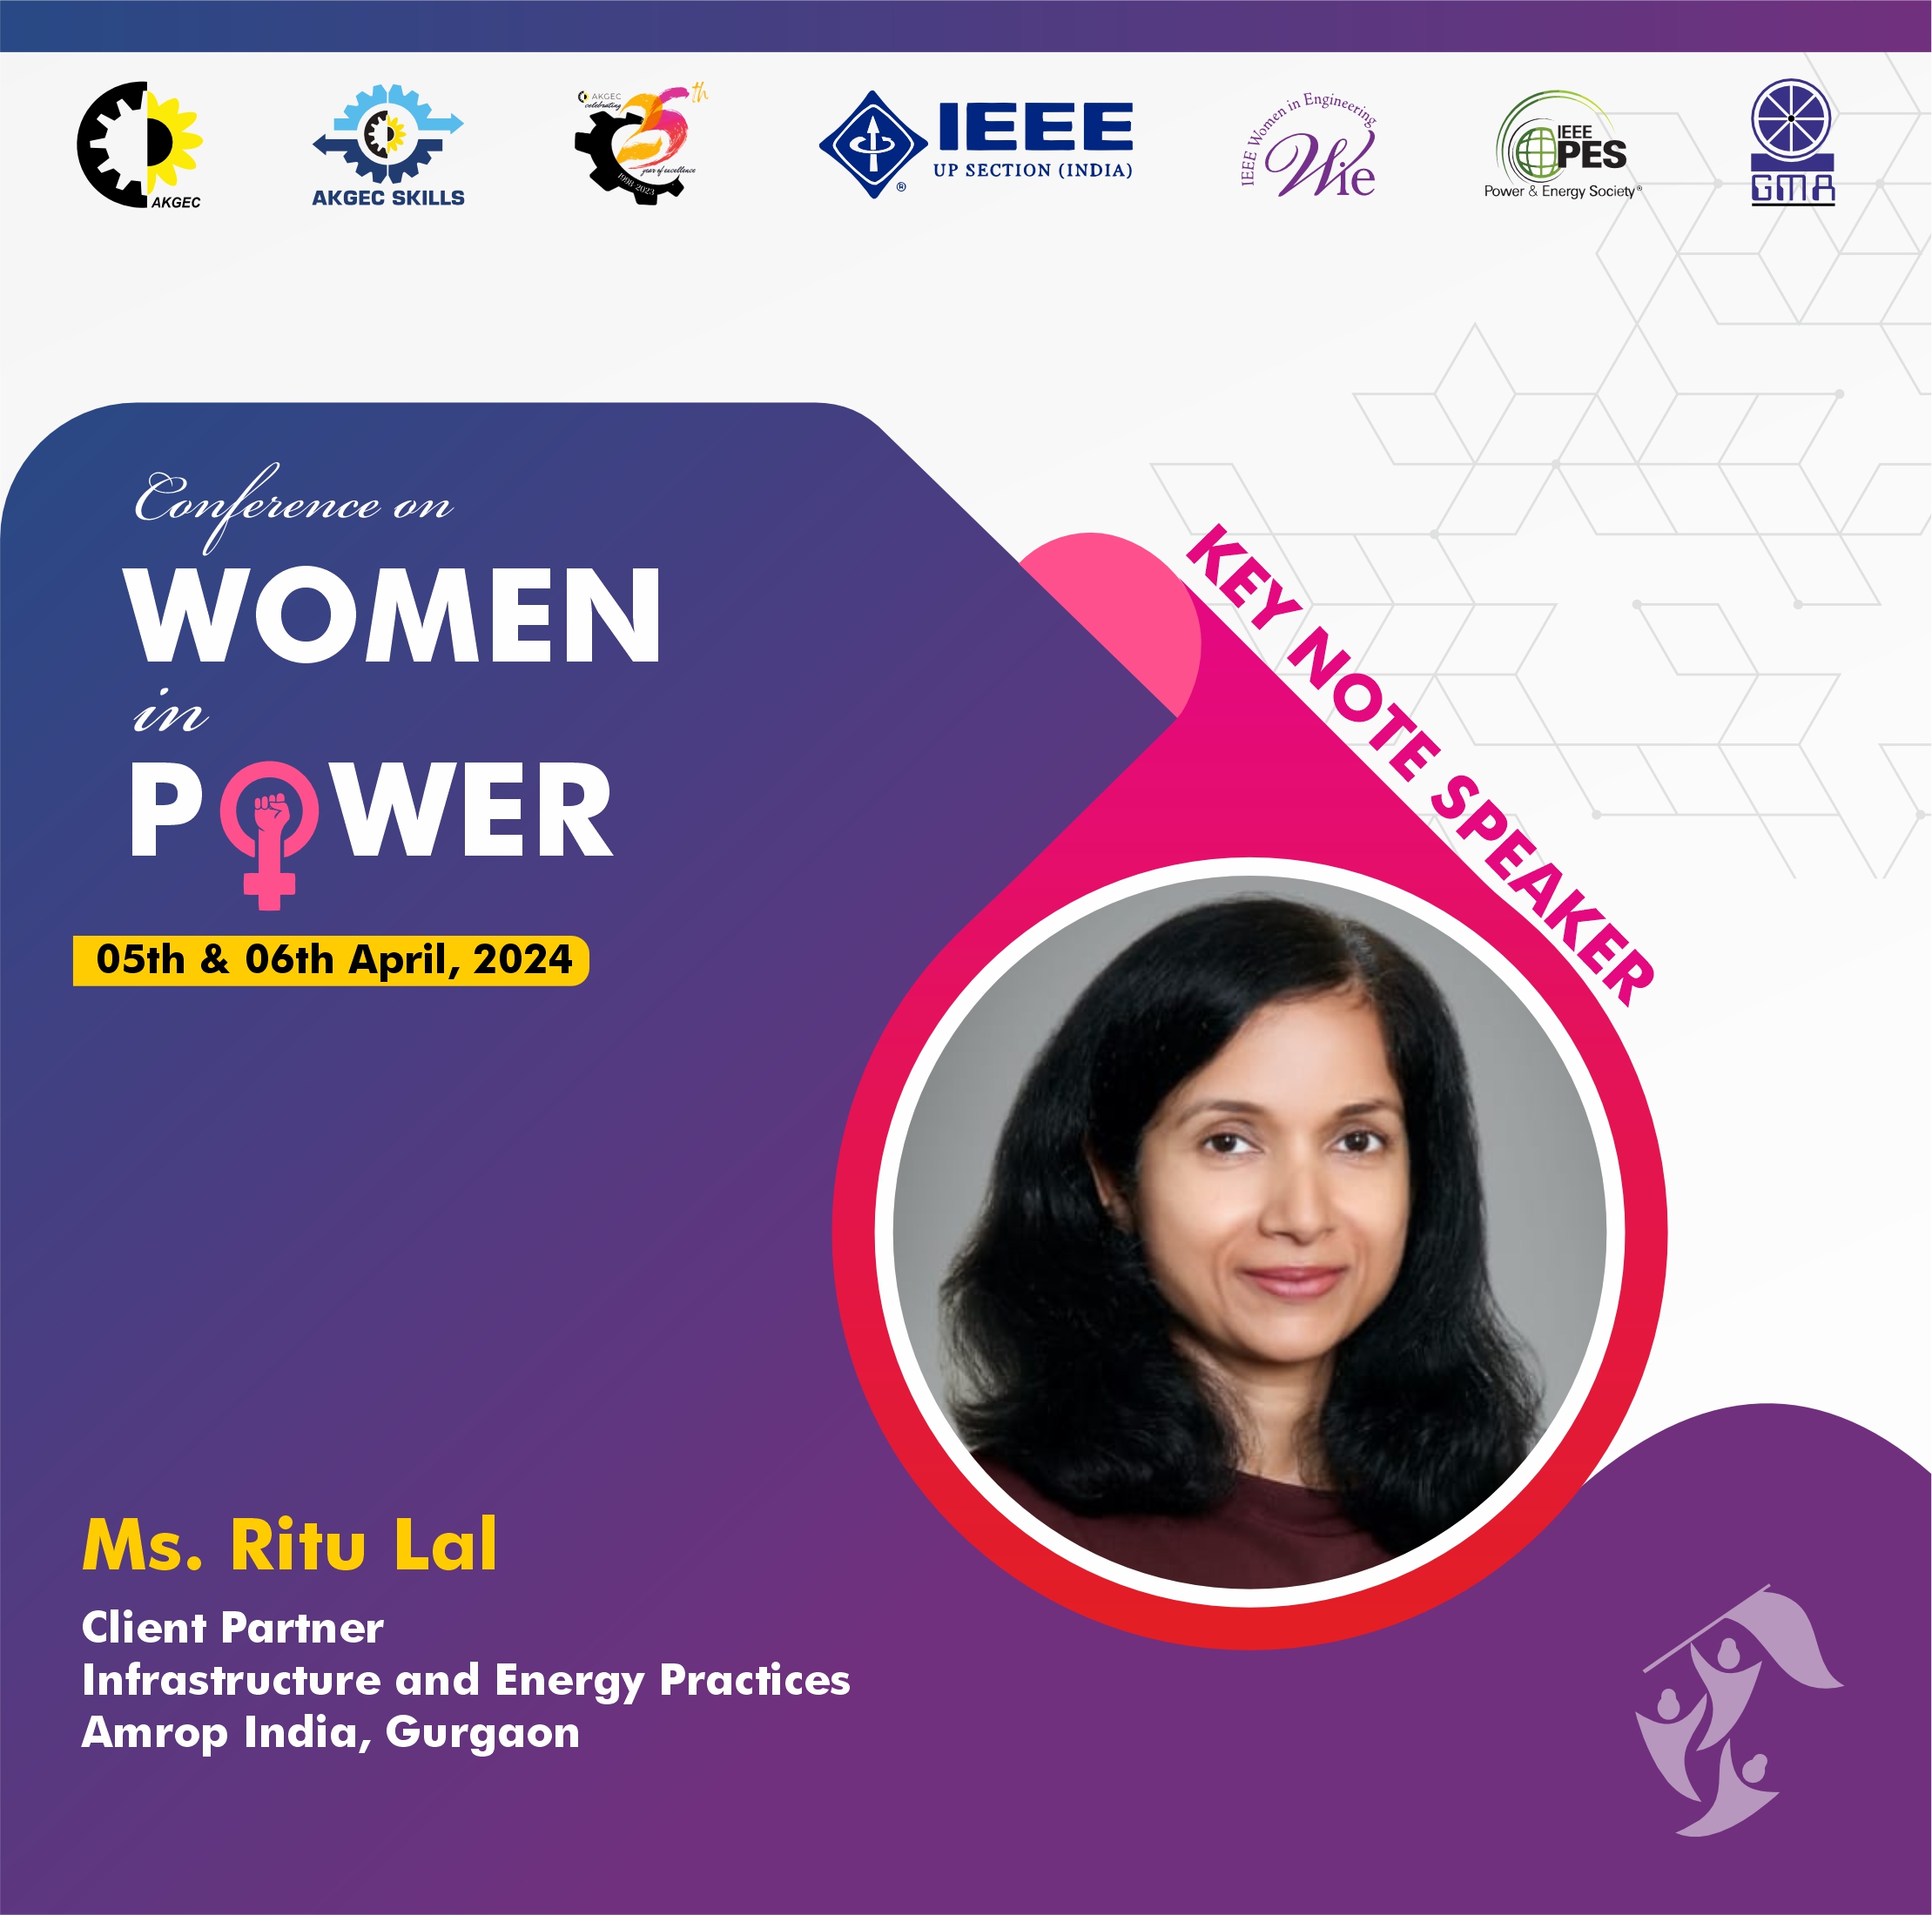 AKGEC
AKGEC SKILLS
AKGEC
celebrating
25th
year of excellence
1998-2023
IEEE
UP SECTION (INDIA)
®
IEEE Women in Engineering
Wie
IEEE
PES
Power & Energy Society®
GMA
Conference on
WOMEN
in
POWER
05th & 06th April, 2024
KEY NOTE SPEAKER
Ms. Ritu Lal
Client Partner
Infrastructure and Energy Practices
Amrop India, Gurgaon